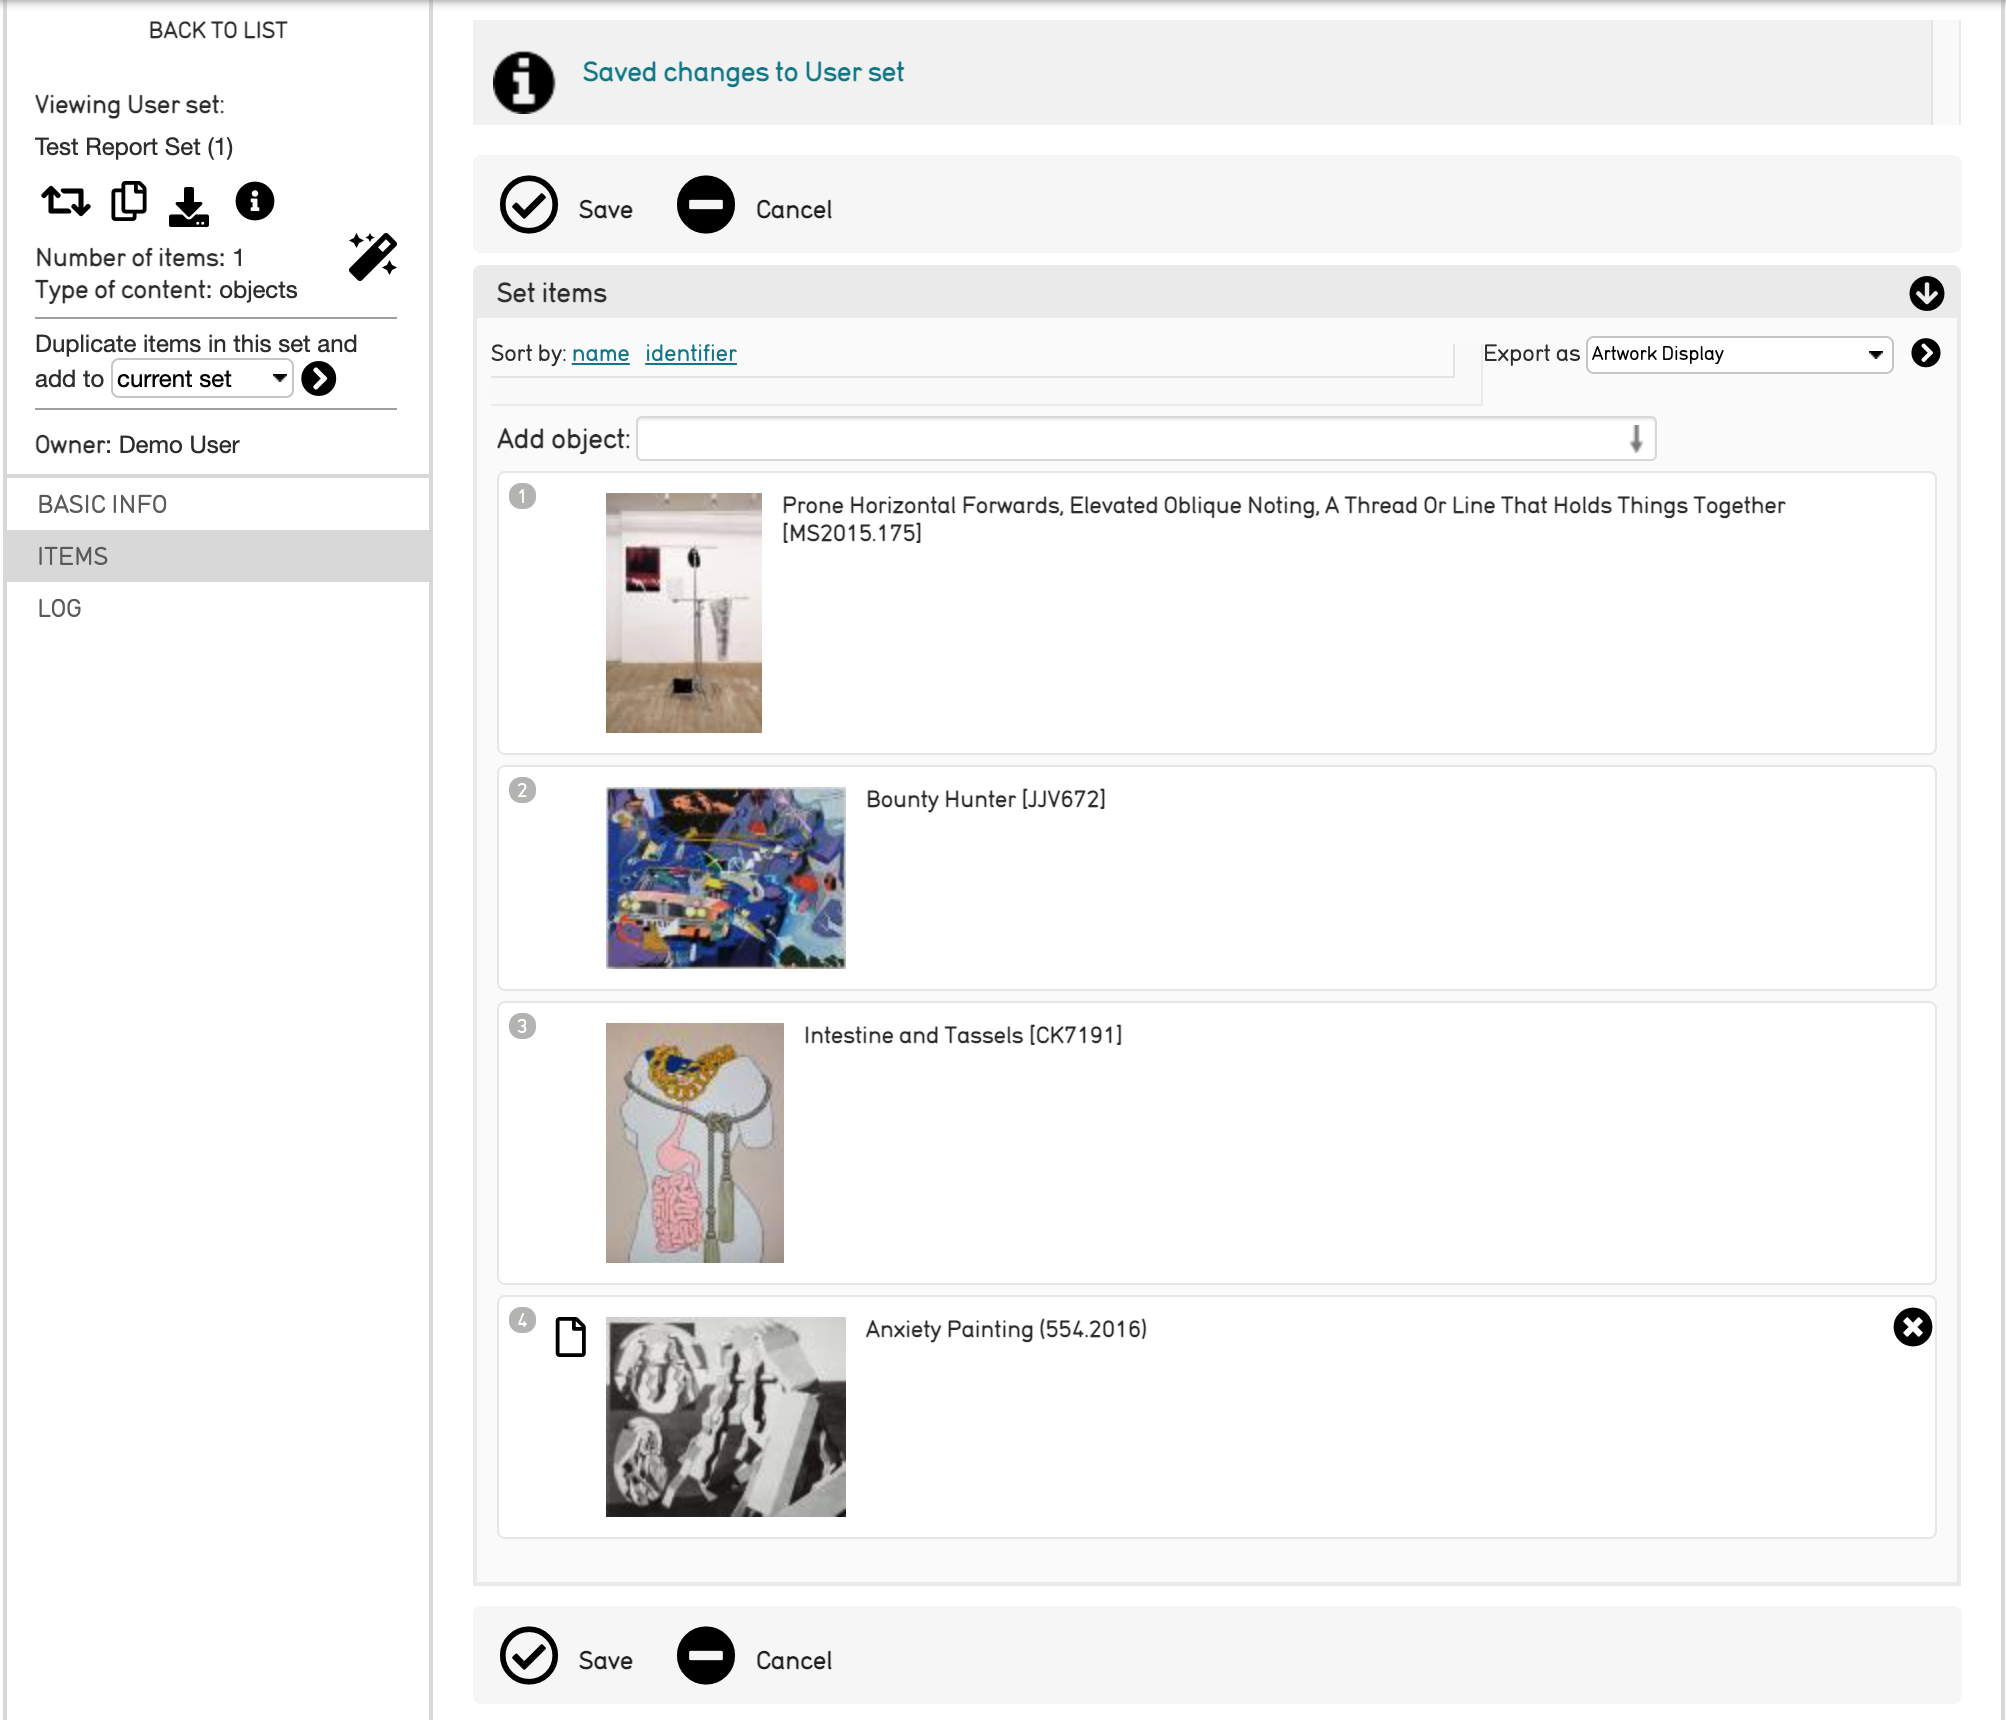 BACK TO LIST
Viewing User set:
Test Report Set (1)
Number of items: 1
Type of content: objects
Duplicate items in this set and
add to current set
Owner: Demo User
BASIC INFO
ITEMS
LOG
Saved changes to User set
Save Cancel
Set items
Sort by: name identifier
Export as Artwork Display
Add object:
1
Prone Horizontal Forwards, Elevated Oblique Noting, A Thread Or Line That Holds Things Together
[MS2015.175]
2
Bounty Hunter [JJV672]
3
Intestine and Tassels [CK7191]
4
Anxiety Painting (554.2016)
Save Cancel